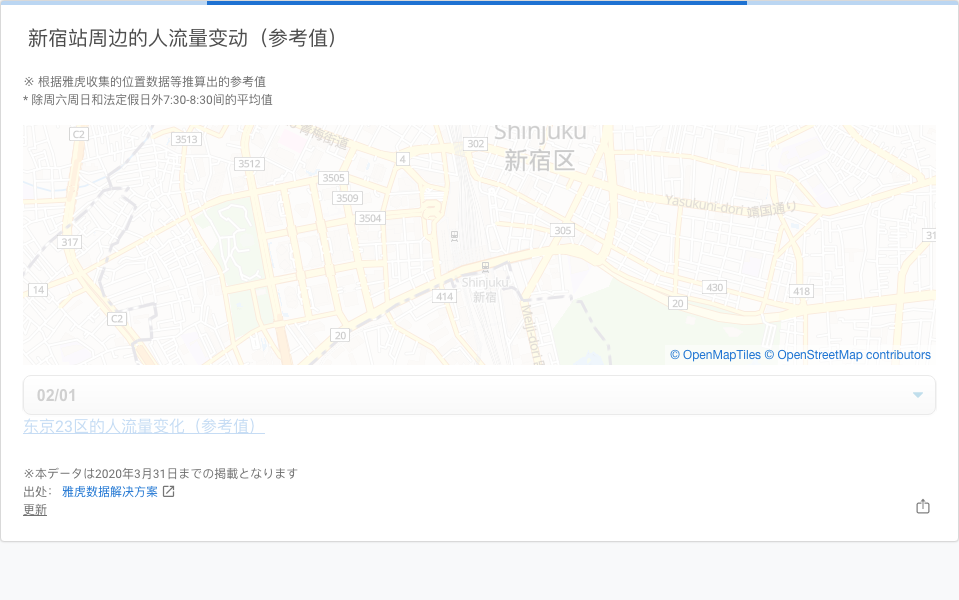 新宿站周边的人流量变动（参考值）
※ 根据雅虎收集的位置数据等推算出的参考值
* 除周六周日和法定假日外7:30-8:30间的平均值
Shinjuku
新宿区
青梅街道
C2
3513
302
3512
4
3505
3509
3504
Yasukuni-dori 靖国通り
305
31
317
Shinjuku
新宿
14
414
430
418
20
C2
20
Meiji-dori
© OpenMapTiles © OpenStreetMap contributors
02/01
东京23区的人流量变化（参考值）
※本データは2020年3月31日までの掲載となります
出处： 雅虎数据解决方案
更新